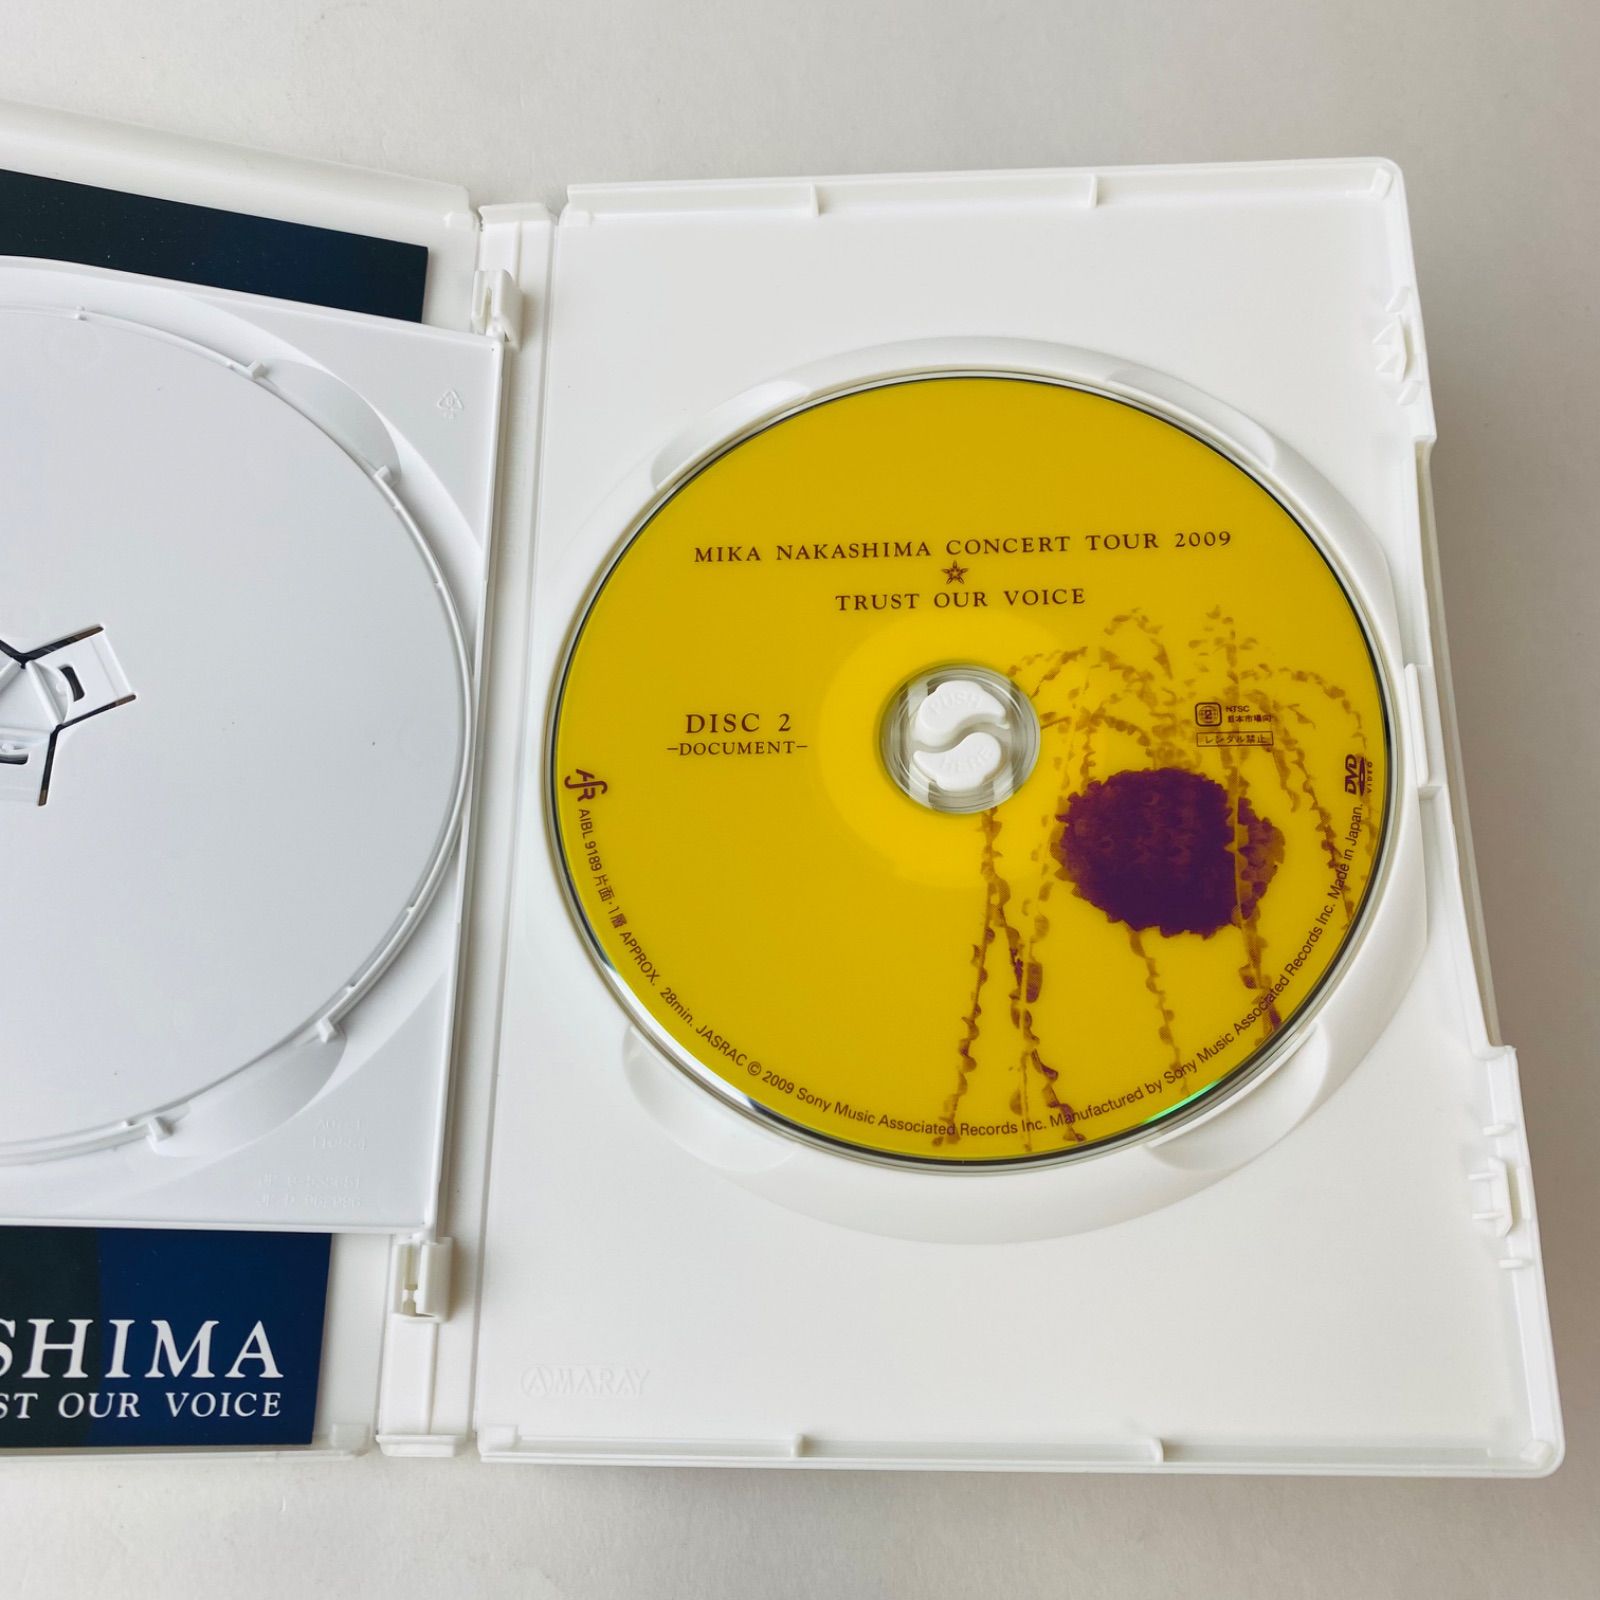 MIKA NAKASHIMA CONCERT TOUR 2009
TRUST OUR VOICE
DISC 2
–DOCUMENT–
PUSH
HERE
2
NTSC
日本市場向
レンタル禁止
DVD
VIDEO
AIBL 9189 片面・1層 APPROX. 28min. JASRAC © 2009 Sony Music Associated Records Inc. Manufactured by Sony Music Associated Records Inc. Made in Japan.
SHIMA
ST OUR VOICE
AMARAY